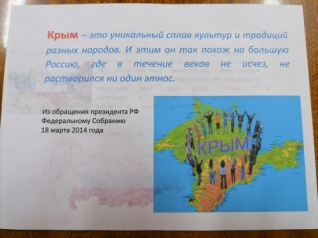 Крым – это уникальный сплав культур и традиций
разных народов. И этим он так похож на большую
Россию, где в течение веков не исчез, не
растворился ни один этнос.
Из обращения президента РФ
Федеральному Собранию
18 марта 2014 года
КРЫМ